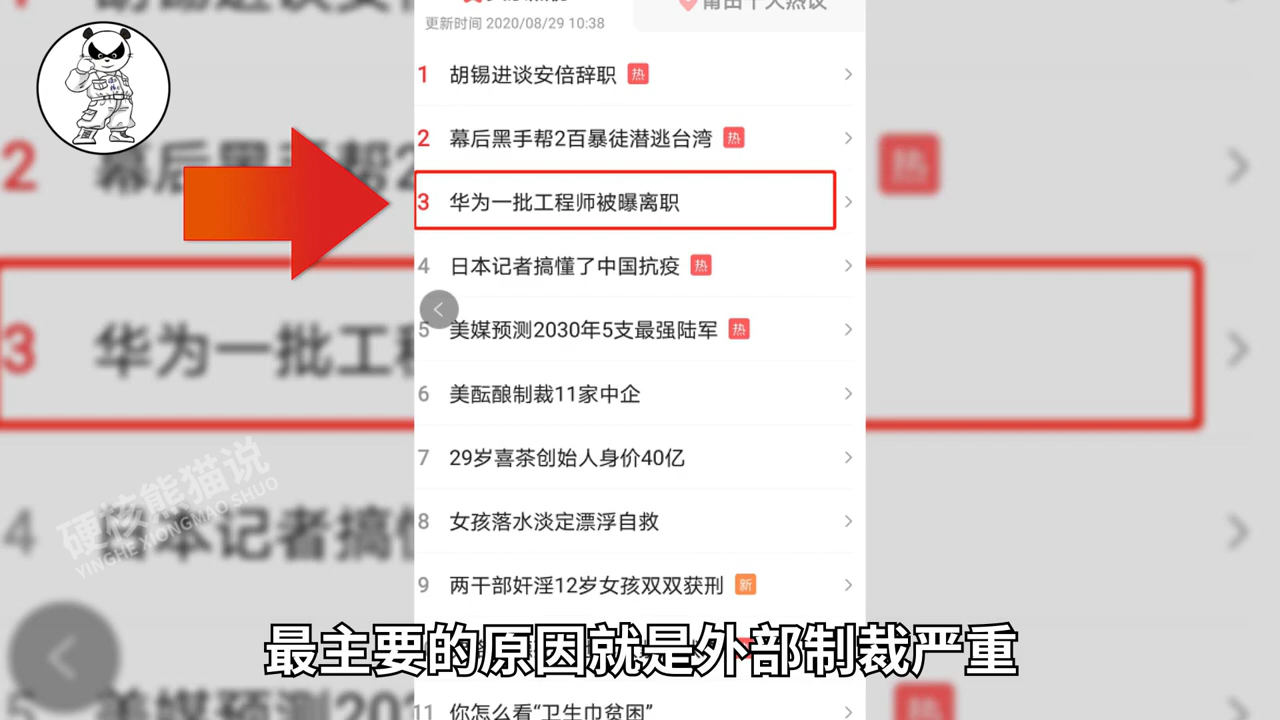 更新时间 2020/08/29 10:38
1 胡锡进谈安倍辞职 热
2 幕后黑手帮2百暴徒潜逃台湾 热
3 华为一批工程师被曝离职
4 日本记者搞懂了中国抗疫 热
5 美媒预测2030年5支最强陆军 热
6 美酝酿制裁11家中企
7 29岁喜茶创始人身价40亿
8 女孩落水淡定漂浮自救
9 两干部奸淫12岁女孩双双获刑 新
11 你怎么看“卫生巾贫困”
硬核熊猫说
YINGHE XIONGMAO SHUO
最主要的原因就是外部制裁严重